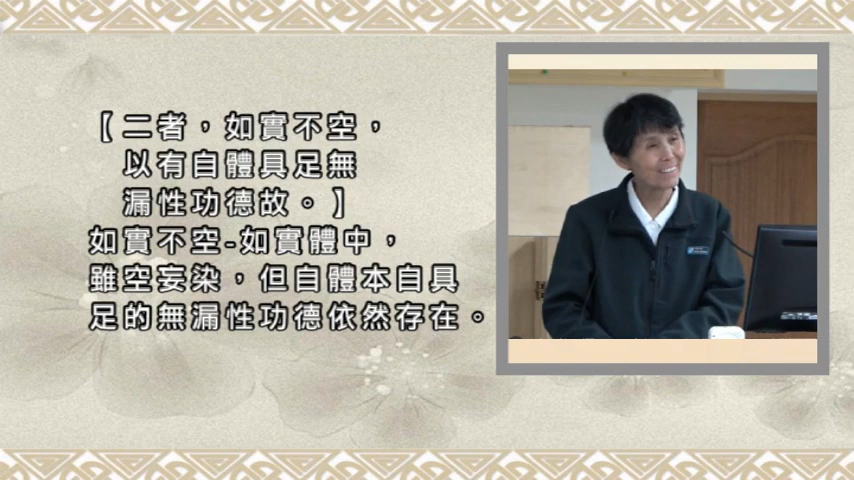 【二者，如實不空，
以有自體具足無
漏性功德故。】
如實不空-如實體中，
雖空妄染，但自體本自具
足的無漏性功德依然存在。